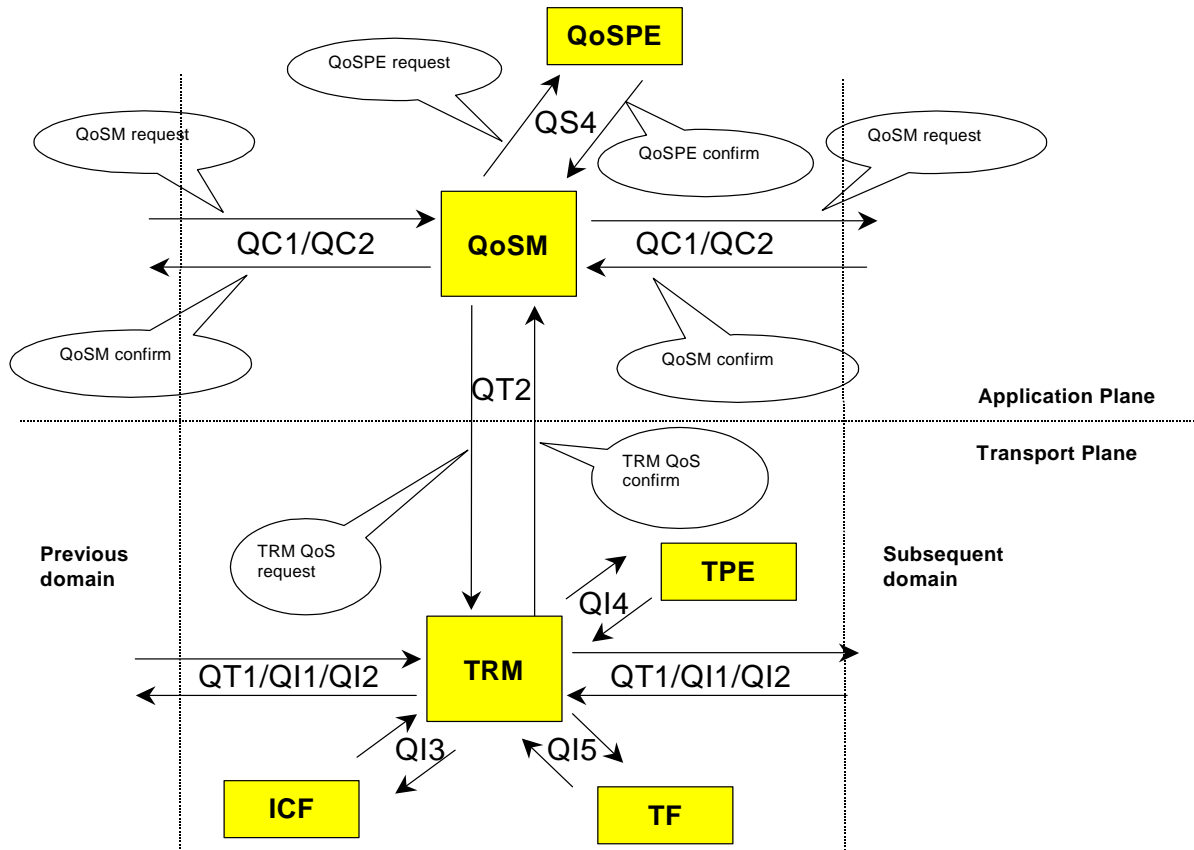 QoSPE
QoSPE request
QS4
QoSM request
QoSPE confirm
QoSM request
QC1/QC2
QoSM
QC1/QC2
QoSM confirm
QoSM confirm
QT2
Application Plane
Transport Plane
TRM QoS
confirm
TRM QoS
request
Previous
domain
TPE
Subsequent
domain
QI4
QT1/QI1/QI2
TRM
QT1/QI1/QI2
QI3
QI5
ICF
TF